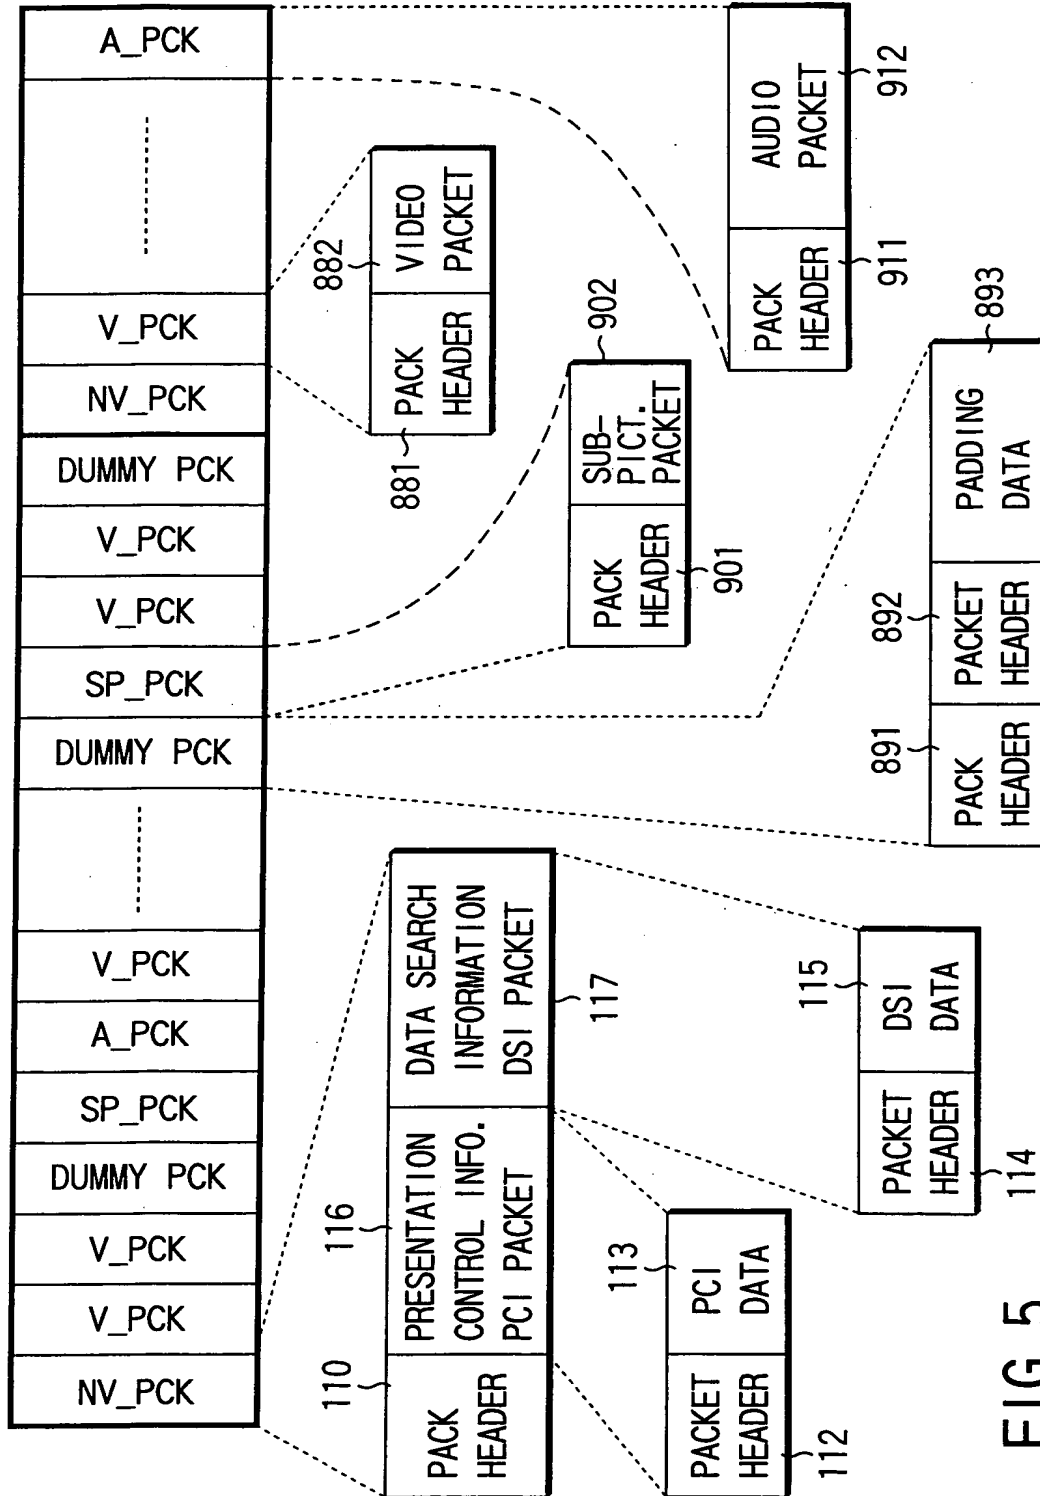 NV_PCK
V_PCK
V_PCK
DUMMY PCK
SP_PCK
A_PCK
V_PCK
DUMMY PCK
SP_PCK
V_PCK
V_PCK
DUMMY PCK
NV_PCK
V_PCK
A_PCK
110
116
PACK
HEADER
PRESENTATION
CONTROL INFO.
PCI PACKET
DATA SEARCH
INFORMATION
DSI PACKET
117
881
882
PACK
HEADER
VIDEO
PACKET
902
PACK
HEADER
SUB-
PICT.
PACKET
901
113
PACKET
HEADER
PCI
DATA
112
PACK
HEADER
AUDIO
PACKET
911
912
115
PACKET
HEADER
DSI
DATA
114
891
892
893
PACK
HEADER
PACKET
HEADER
PADDING
DATA
FIG. 5